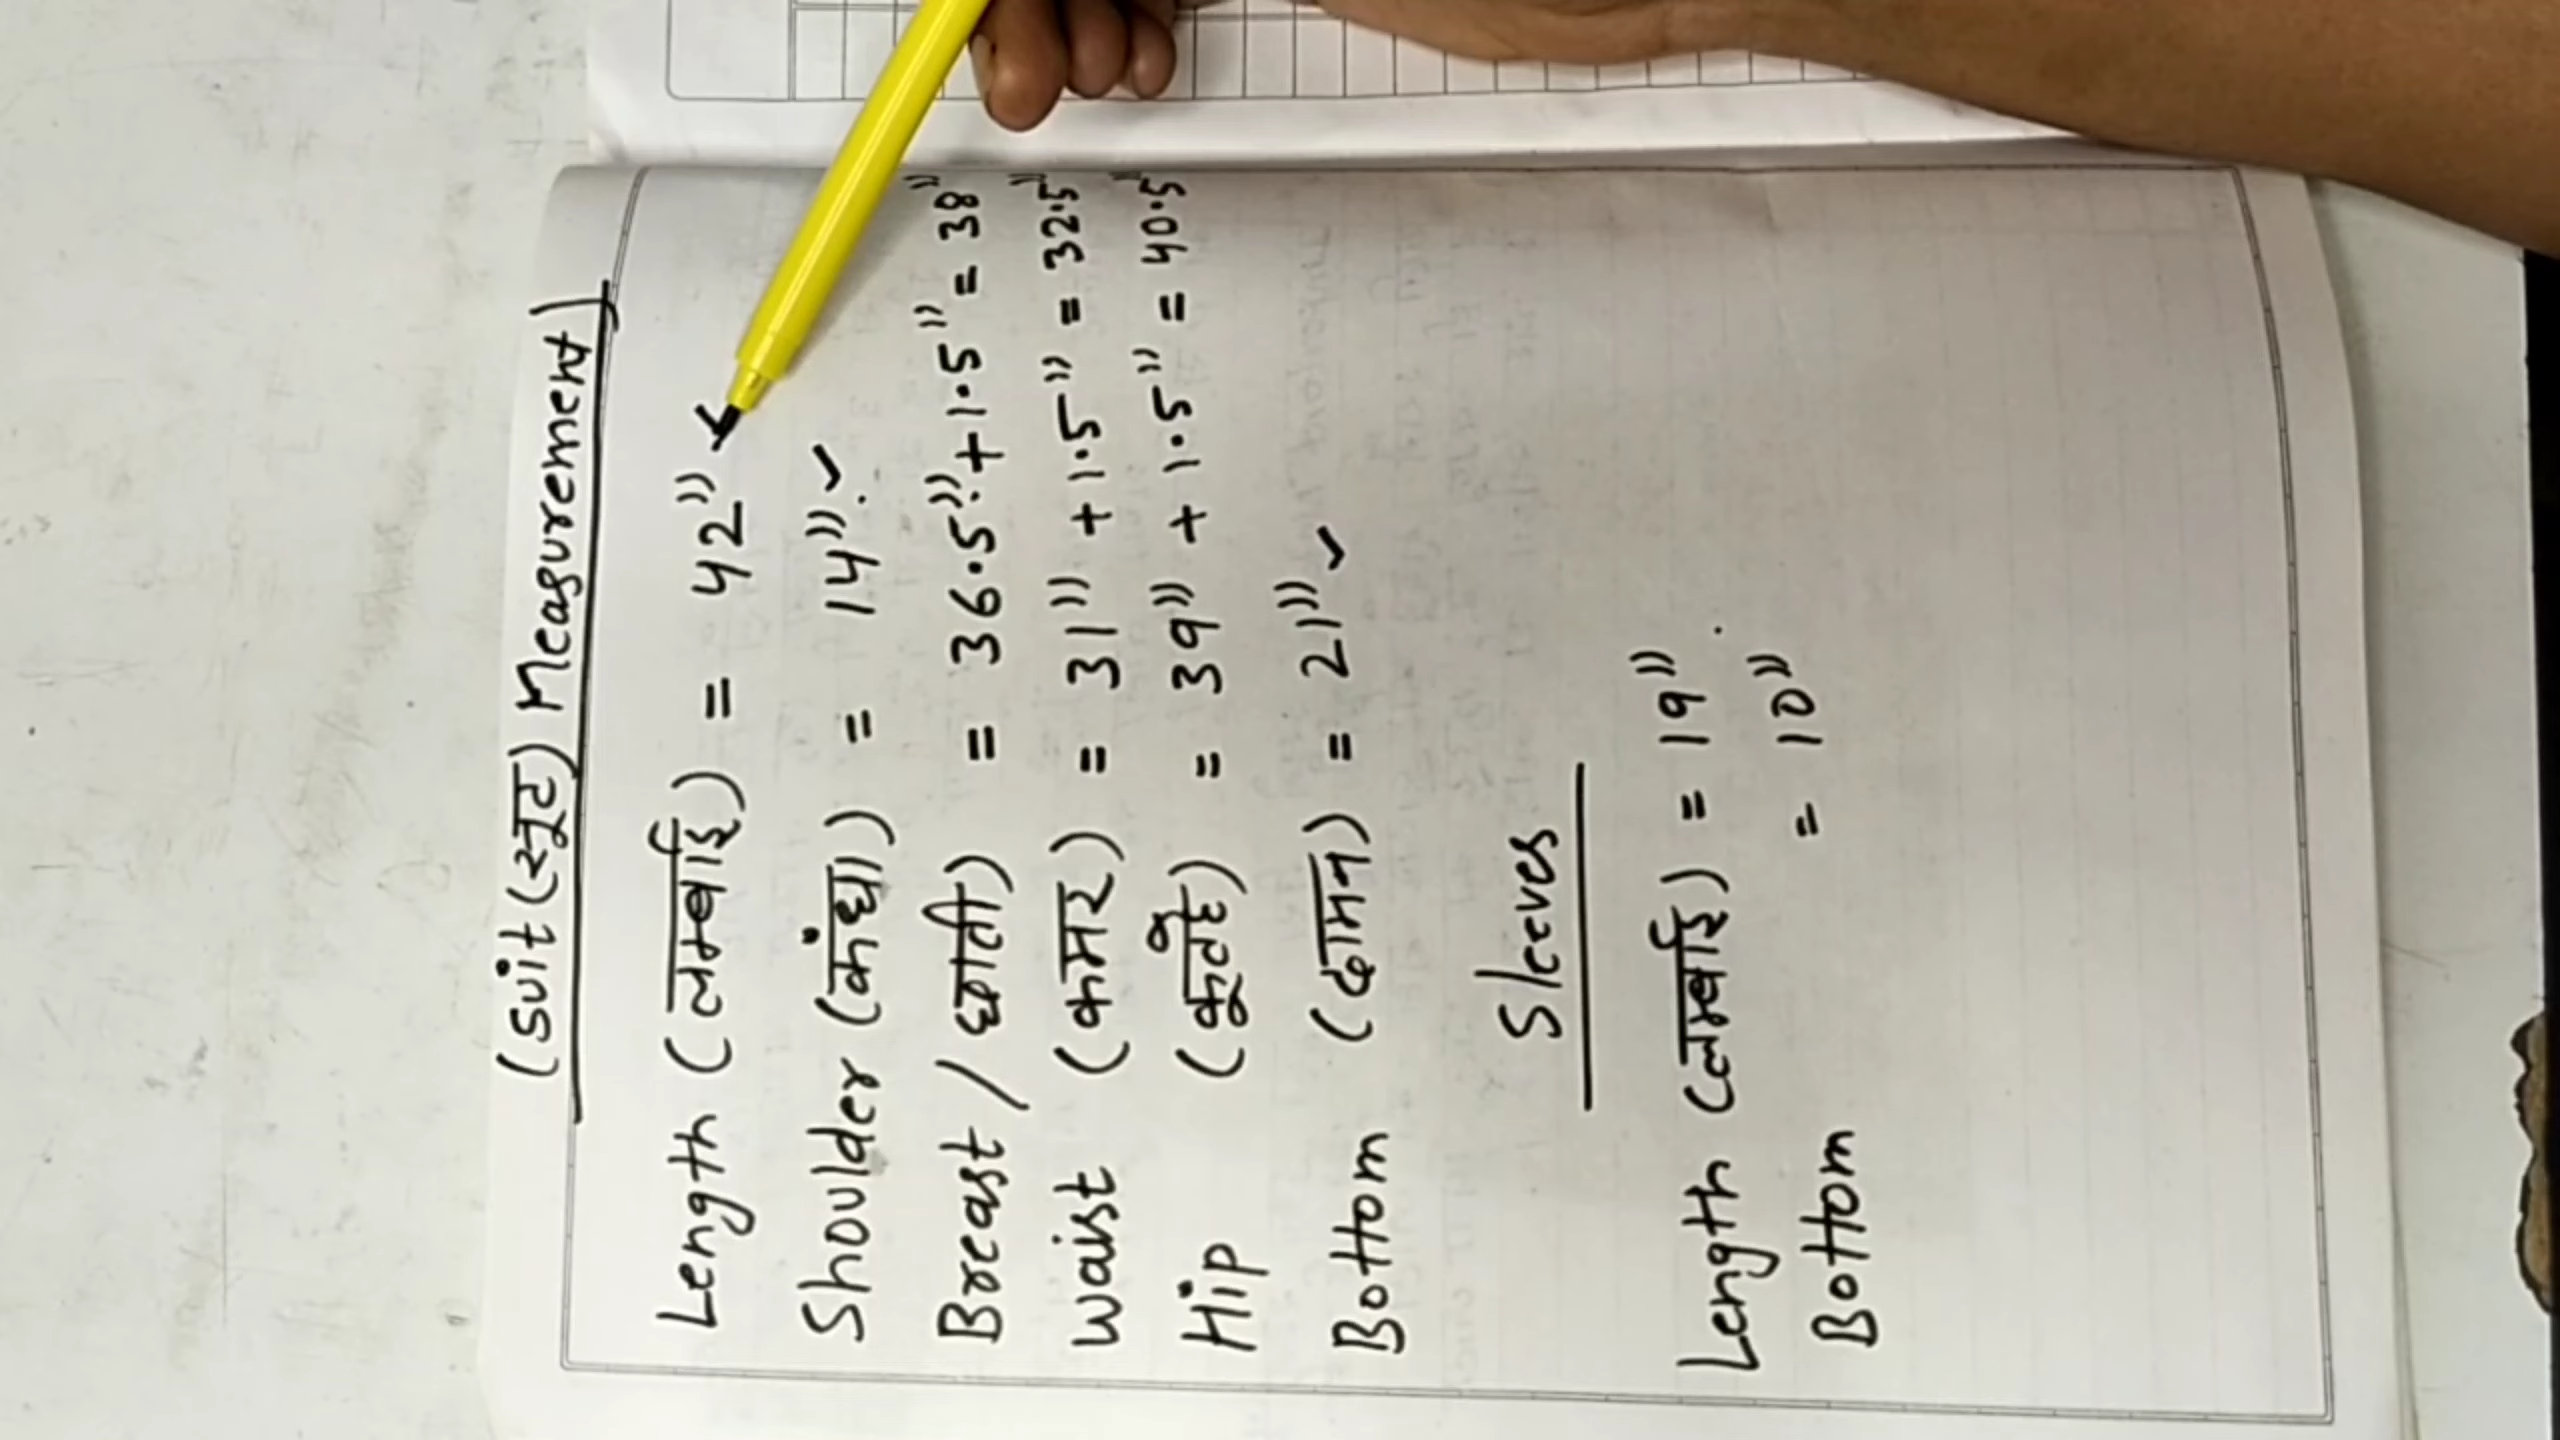 (Suit (सूट) Measurement)
Length (लम्बाई) = 42" ✓
Shoulder (कंधा) = 14". ✓
Breast / छाती) = 36.5" + 1.5" = 38"
Waist (कमर) = 31" + 1.5" = 32.5"
Hip (कूल्हे) = 39" + 1.5" = 40.5"
Bottom (दामन) = 21" ✓
Sleeves
Length (लम्बाई) = 19".
Bottom = 10"